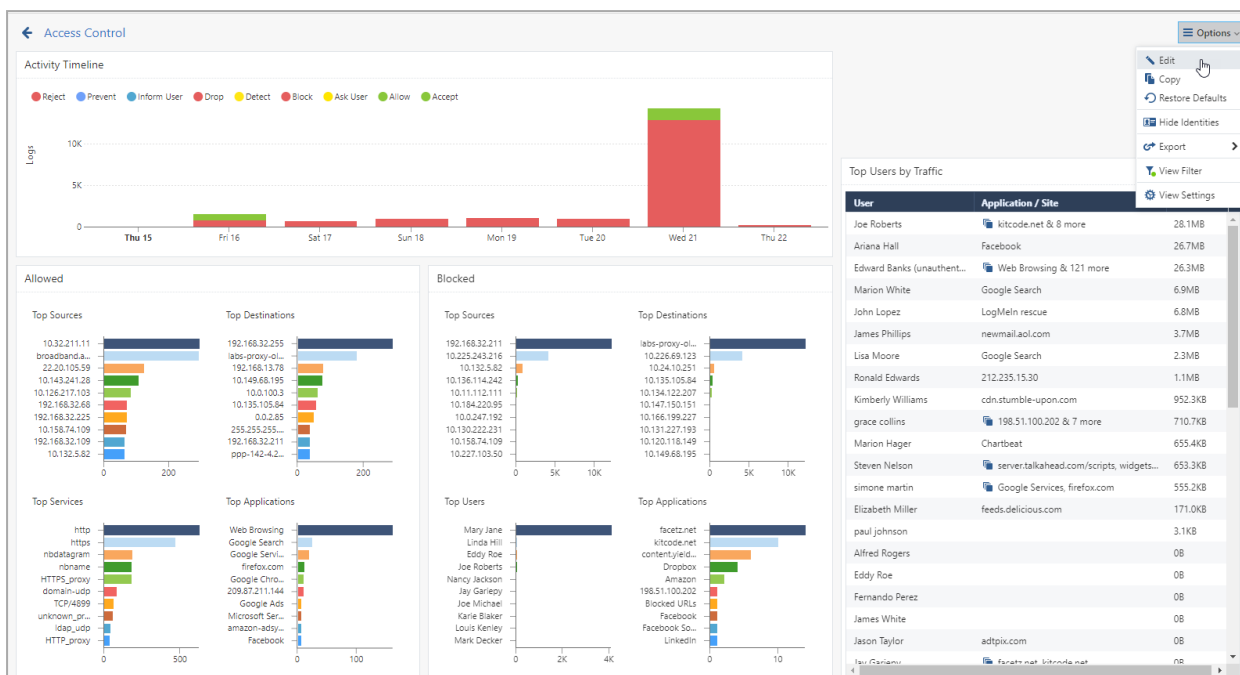 Access Control
Options
Edit
Copy
Restore Defaults
Hide Identities
Export
View Filter
View Settings
Activity Timeline
Reject Prevent Inform User Drop Detect Block Ask User Allow Accept
Logs
10K
5K
0
Thu 15 Fri 16 Sat 17 Sun 18 Mon 19 Tue 20 Wed 21 Thu 22
Allowed
Top Sources
10.32.211.11
broadband.a...
22.20.105.59
10.143.241.28
10.126.217.103
192.168.32.68
192.168.32.225
10.158.74.109
192.168.32.109
10.132.5.82
0 200
Top Destinations
192.168.32.255
labs-proxy-ol...
192.168.13.78
10.149.68.195
10.0.100.3
10.135.105.84
0.0.2.85
255.255.255....
192.168.32.211
ppp-142-4.2...
0 200
Top Services
http
https
nbdatagram
nbname
HTTPS_proxy
domain-udp
TCP/4899
unknown_pr...
ldap_udp
HTTP_proxy
0 500
Top Applications
Web Browsing
Google Search
Google Servi...
firefox.com
Google Chro...
209.87.211.144
Google Ads
Microsoft Ser...
amazon-adsy...
Facebook
0 100
Blocked
Top Sources
192.168.32.211
10.225.243.216
10.132.5.82
10.136.114.242
10.11.112.111
10.184.220.95
10.0.247.192
10.130.222.231
10.158.74.109
10.227.103.50
0 5K 10K
Top Destinations
labs-proxy-ol...
10.226.69.123
10.24.10.251
10.135.105.84
10.134.122.207
10.147.150.151
10.166.199.227
10.131.227.193
10.120.118.149
10.149.68.195
0 5K 10K
Top Users
Mary Jane
Linda Hill
Eddy Roe
Joe Roberts
Nancy Jackson
Jay Gariepy
Joe Michael
Karle Blaker
Louis Kenley
Mark Decker
0 2K 4K
Top Applications
facetz.net
kitcode.net
content.yield...
Dropbox
Amazon
198.51.100.202
Blocked URLs
Facebook
Facebook So...
LinkedIn
0 10
Top Users by Traffic
User Application / Site
Joe Roberts kitcode.net & 8 more 28.1MB
Ariana Hall Facebook 26.7MB
Edward Banks (unauthent... Web Browsing & 121 more 26.3MB
Marion White Google Search 6.9MB
John Lopez LogMeIn rescue 6.8MB
James Phillips newmail.aol.com 3.7MB
Lisa Moore Google Search 2.3MB
Ronald Edwards 212.235.15.30 1.1MB
Kimberly Williams cdn.stumble-upon.com 952.3KB
grace collins 198.51.100.202 & 7 more 710.7KB
Marion Hager Chartbeat 655.4KB
Steven Nelson server.talkahead.com/scripts, widgets... 653.3KB
simone martin Google Services, firefox.com 555.2KB
Elizabeth Miller feeds.delicious.com 171.0KB
paul johnson 3.1KB
Alfred Rogers 0B
Eddy Roe 0B
Fernando Perez 0B
James White 0B
Jason Taylor adtpix.com 0B
Jay Gariepy facetz.net, kitcode.net 0B